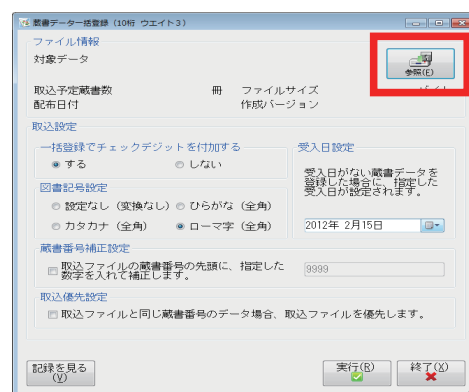 蔵書データー括登録(10桁 ウエイト3)
ファイル情報
対象データ
参照(E)
取込予定蔵書数 冊 ファイルサイズ バイト
配布日付 作成バージョン
取込設定
一括登録でチェックデジットを付加する
する しない
受入日設定
受入日がない蔵書データを
登録した場合に、指定した
受入日が設定されます。
2012年 2月15日
図書記号設定
設定なし(変換なし) ひらがな(全角)
カタカナ(全角) ローマ字(全角)
蔵書番号補正設定
取込ファイルの蔵書番号の先頭に、指定した
数字を入れて補正します。
9999
取込優先設定
取込ファイルと同じ蔵書番号のデータ場合、取込ファイルを優先します。
記録を見る
(V)
実行(R) 終了(X)